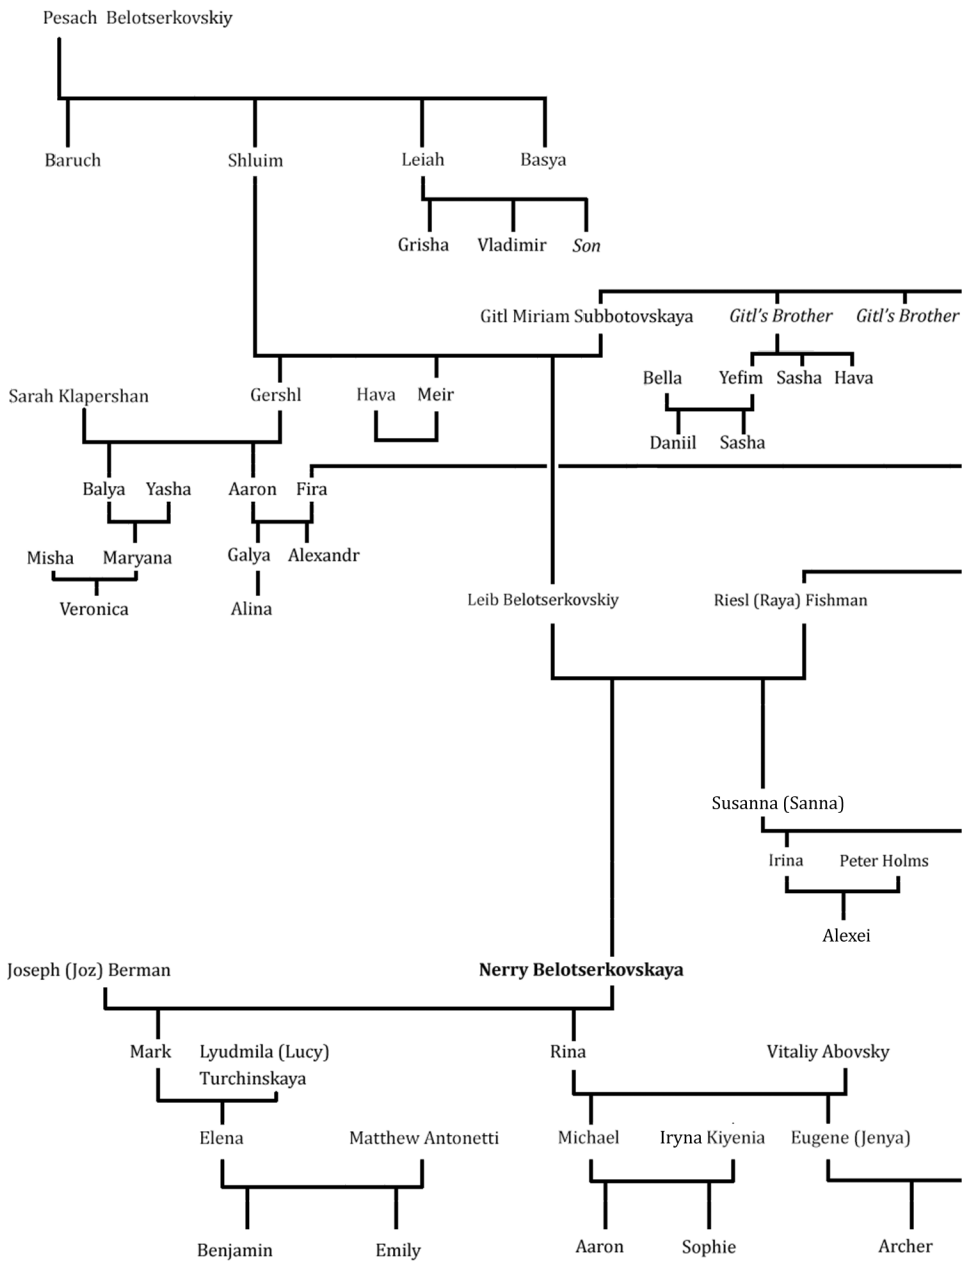 Pesach Belotserkovskiy
Baruch
Shluim
Leiah
Basya
Grisha
Vladimir
Son
Gitl Miriam Subbotovskaya
Gitl's Brother
Gitl's Brother
Bella
Yefim
Sasha
Hava
Sarah Klapershan
Gershl
Hava
Meir
Daniil
Sasha
Balya
Yasha
Aaron
Fira
Misha
Maryana
Galya
Alexandr
Veronica
Alina
Leib Belotserkovskiy
Riesl (Raya) Fishman
Susanna (Sanna)
Irina
Peter Holms
Alexei
Joseph (Joz) Berman
Nerry Belotserkovskaya
Mark
Lyudmila (Lucy)
Turchinskaya
Rina
Vitaliy Abovsky
Elena
Matthew Antonetti
Michael
Iryna Kiyenia
Eugene (Jenya)
Benjamin
Emily
Aaron
Sophie
Archer